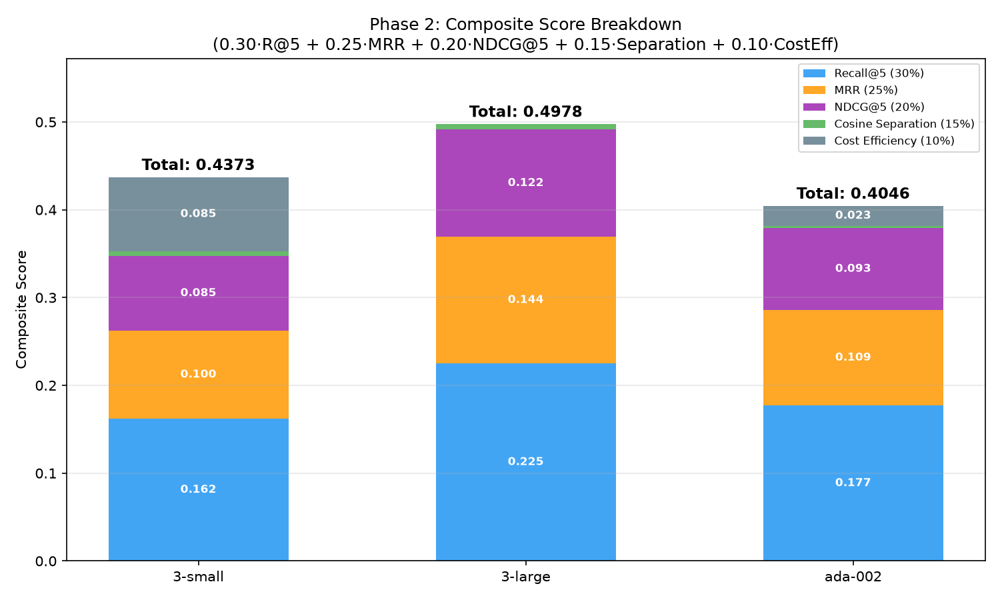 Phase 2: Composite Score Breakdown
(0.30·R@5 + 0.25·MRR + 0.20·NDCG@5 + 0.15·Separation + 0.10·CostEff)
Recall@5 (30%)
MRR (25%)
NDCG@5 (20%)
Cosine Separation (15%)
Cost Efficiency (10%)
Composite Score
0.5
0.4
0.3
0.2
0.1
0.0
Total: 0.4373
0.085
0.085
0.100
0.162
Total: 0.4978
0.122
0.144
0.225
Total: 0.4046
0.023
0.093
0.109
0.177
3-small
3-large
ada-002